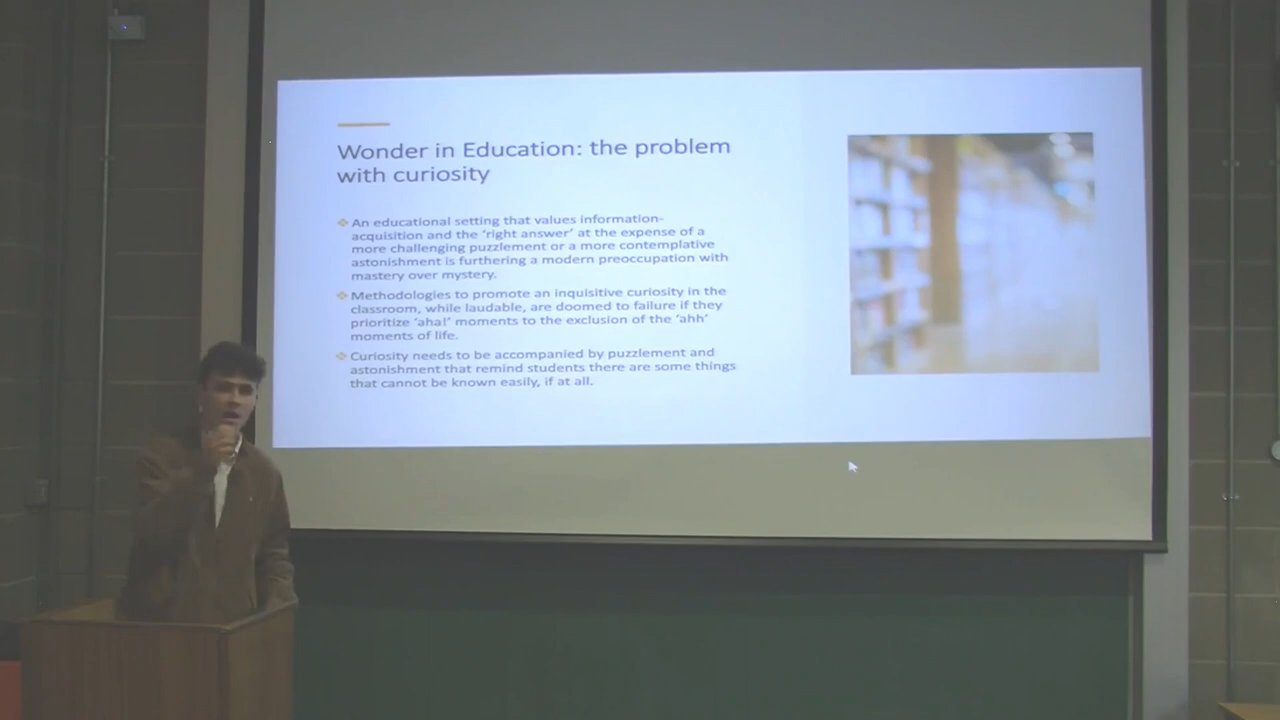 Wonder in Education: the problem
with curiosity
An educational setting that values information-
acquisition and the ‘right answer’ at the expense of a
more challenging puzzlement or a more contemplative
astonishment is furthering a modern preoccupation with
mastery over mystery.
Methodologies to promote an inquisitive curiosity in the
classroom, while laudable, are doomed to failure if they
prioritize ‘aha!’ moments to the exclusion of the ‘ahh’
moments of life.
Curiosity needs to be accompanied by puzzlement and
astonishment that remind students there are some things
that cannot be known easily, if at all.